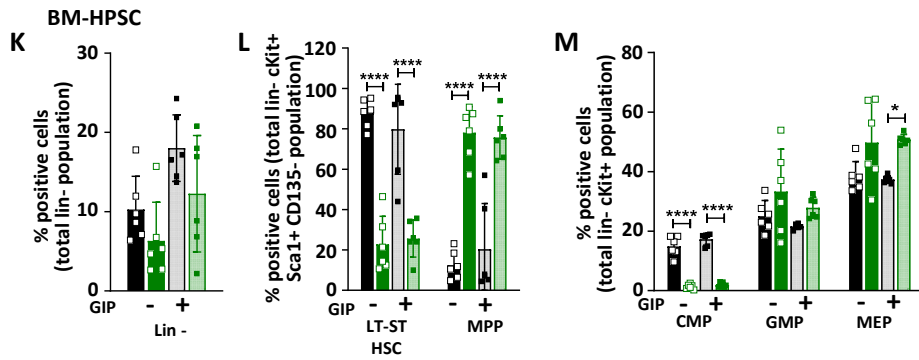 BM-HPSC
K
% positive cells
(total lin- population)
30
20
10
0
GIP - +
Lin -
L
% positive cells (total lin- cKit+
Sca1+ CD135- population)
120
100
80
60
40
20
0
**** **** **** ****
GIP - + - +
LT-ST
HSC
MPP
M
% positive cells
(total lin- cKit+ population)
80
60
40
20
0
**** **** *
GIP - + - + - +
CMP GMP MEP